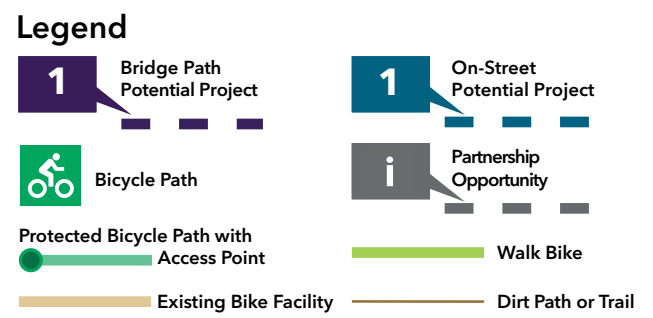 Legend
1
Bridge Path
Potential Project
1
On-Street
Potential Project
Bicycle Path
i
Partnership
Opportunity
Protected Bicycle Path with
Access Point
Walk Bike
Existing Bike Facility
Dirt Path or Trail